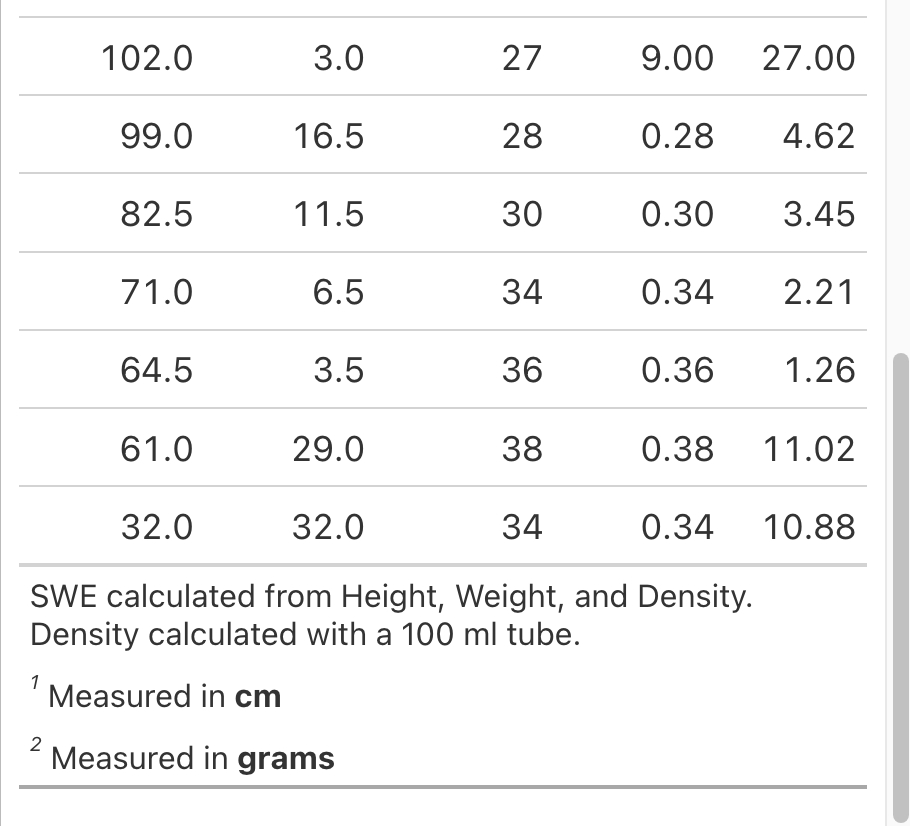 102.0 3.0 27 9.00 27.00
99.0 16.5 28 0.28 4.62
82.5 11.5 30 0.30 3.45
71.0 6.5 34 0.34 2.21
64.5 3.5 36 0.36 1.26
61.0 29.0 38 0.38 11.02
32.0 32.0 34 0.34 10.88
SWE calculated from Height, Weight, and Density.
Density calculated with a 100 ml tube.
1 Measured in cm
2 Measured in grams